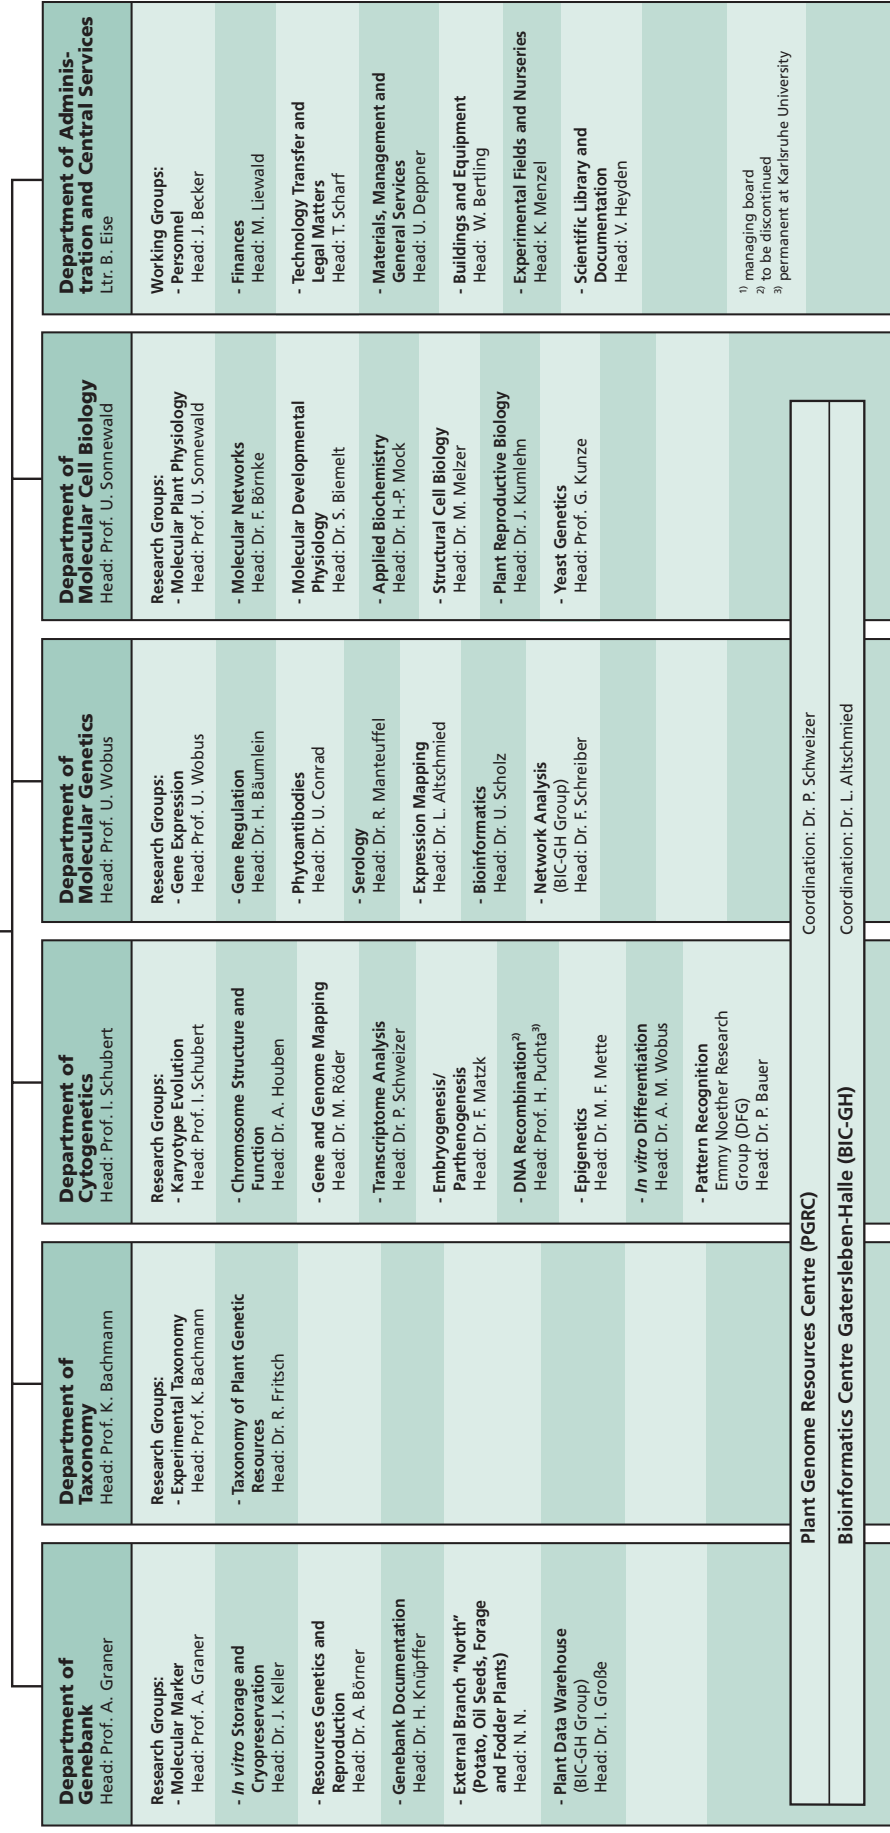 Department of
Genebank
Head: Prof. A. Graner
Research Groups:
- Molecular Marker
Head: Prof. A. Graner
- In vitro Storage and
Cryopreservation
Head: Dr. J. Keller
- Resources Genetics and
Reproduction
Head: Dr. A. Börner
- Genebank Documentation
Head: Dr. H. Knüpffer
- External Branch “North”
(Potato, Oil Seeds, Forage
and Fodder Plants)
Head: N. N.
- Plant Data Warehouse
(BIC-GH Group)
Head: Dr. I. Große
Department of
Taxonomy
Head: Prof. K. Bachmann
Research Groups:
- Experimental Taxonomy
Head: Prof. K. Bachmann
- Taxonomy of Plant Genetic
Resources
Head: Dr. R. Fritsch
Department of
Cytogenetics
Head: Prof. I. Schubert
Research Groups:
- Karyotype Evolution
Head: Prof. I. Schubert
- Chromosome Structure and
Function
Head: Dr. A. Houben
- Gene and Genome Mapping
Head: Dr. M. Röder
- Transcriptome Analysis
Head: Dr. P. Schweizer
- Embryogenesis/
Parthenogenesis
Head: Dr. F. Matzk
- DNA Recombination2)
Head: Prof. H. Puchta3)
- Epigenetics
Head: Dr. M. F. Mette
- In vitro Differentiation
Head: Dr. A. M. Wobus
- Pattern Recognition
Emmy Noether Research
Group (DFG)
Head: Dr. P. Bauer
Department of
Molecular Genetics
Head: Prof. U. Wobus
Research Groups:
- Gene Expression
Head: Prof. U. Wobus
- Gene Regulation
Head: Dr. H. Bäumlein
- Phytoantibodies
Head: Dr. U. Conrad
- Serology
Head: Dr. R. Manteuffel
- Expression Mapping
Head: Dr. L. Altschmied
- Bioinformatics
Head: Dr. U. Scholz
- Network Analysis
(BIC-GH Group)
Head: Dr. F. Schreiber
Department of
Molecular Cell Biology
Head: Prof. U. Sonnewald
Research Groups:
- Molecular Plant Physiology
Head: Prof. U. Sonnewald
- Molecular Networks
Head: Dr. F. Börnke
- Molecular Developmental
Physiology
Head: Dr. S. Biemelt
- Applied Biochemistry
Head: Dr. H.-P. Mock
- Structural Cell Biology
Head: Dr. M. Melzer
- Plant Reproductive Biology
Head: Dr. J. Kumlehn
- Yeast Genetics
Head: Prof. G. Kunze
Department of Adminis-
tration and Central Services
Ltr. B. Eise
Working Groups:
- Personnel
Head: J. Becker
- Finances
Head: M. Liewald
- Technology Transfer and
Legal Matters
Head: T. Scharf
- Materials, Management and
General Services
Head: U. Deppner
- Buildings and Equipment
Head: W. Bertling
- Experimental Fields and Nurseries
Head: K. Menzel
- Scientific Library and
Documentation
Head: V. Heyden
1) managing board
2) to be discontinued
3) permanent at Karlsruhe University
Plant Genome Resources Centre (PGRC) Coordination: Dr. P. Schweizer
Bioinformatics Centre Gatersleben-Halle (BIC-GH) Coordination: Dr. L. Altschmied